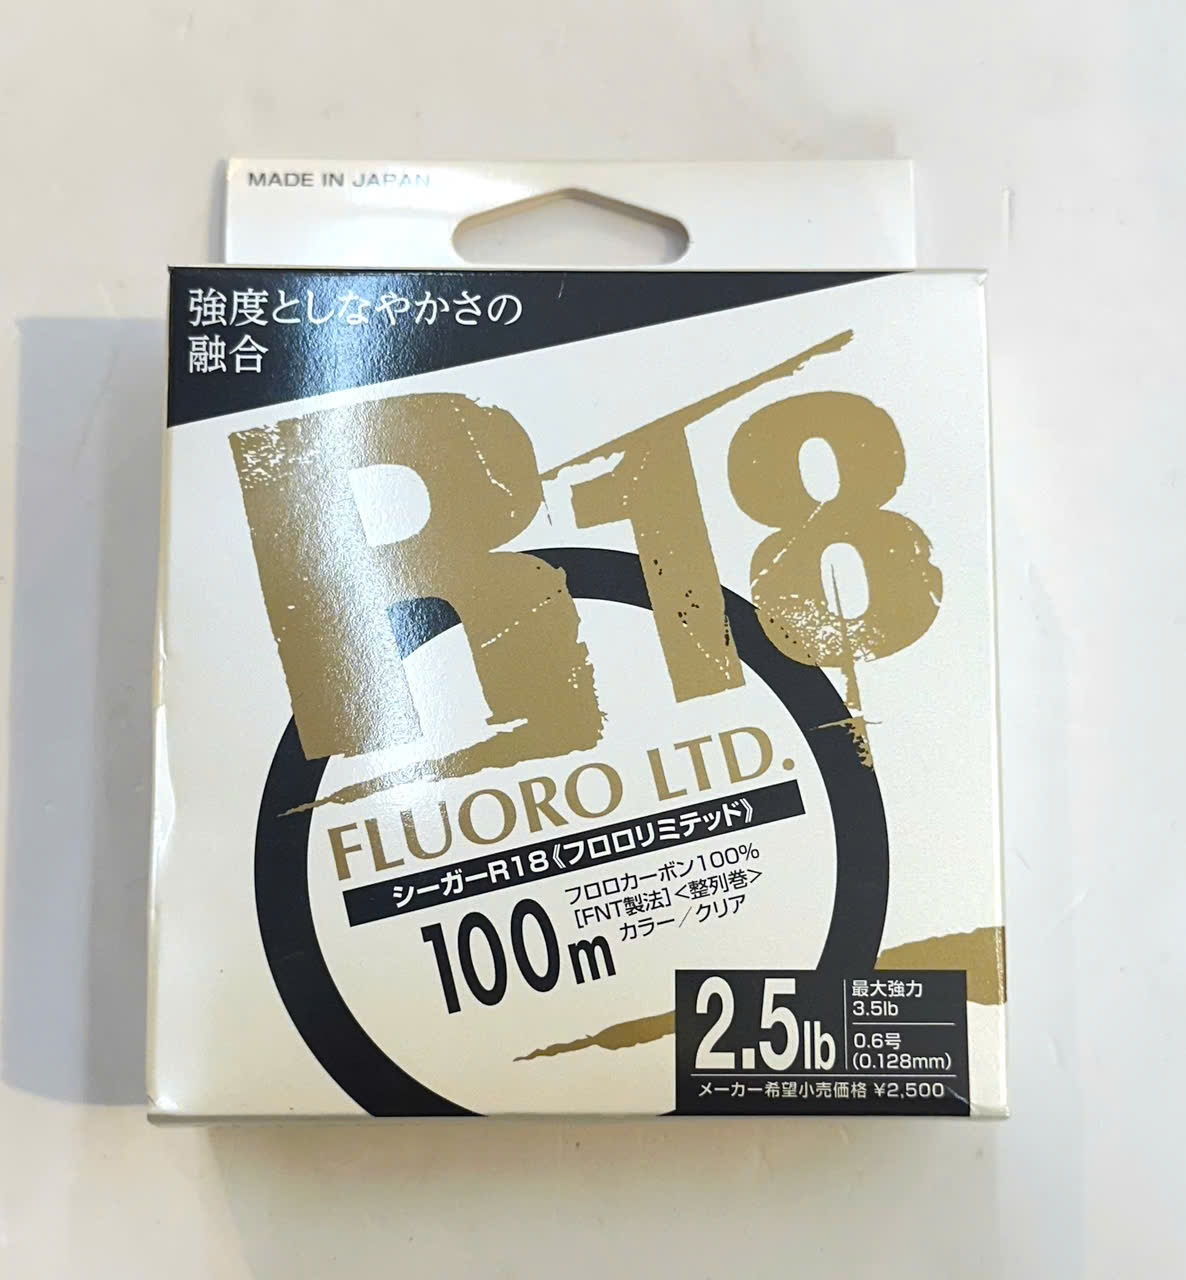 MADE IN JAPAN
強度としなやかさの
融合
R18
FLUORO LTD.
シーガーR18《フロロリミテッド》
100m
フロロカーボン100%
[FNT製法]<整列巻>
カラー/クリア
2.5lb
最大強力
3.5lb
0.6号
(0.128mm)
メーカー希望小売価格 ¥2,500